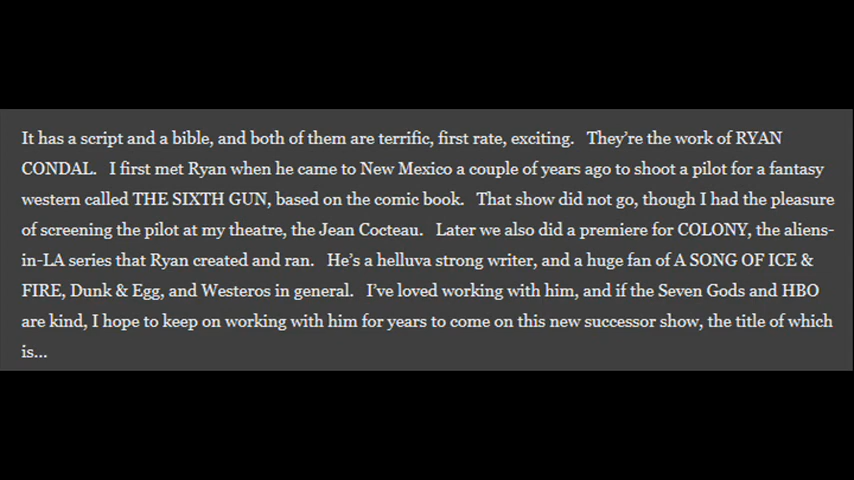 It has a script and a bible, and both of them are terrific, first rate, exciting.   They’re the work of RYAN
CONDAL.   I first met Ryan when he came to New Mexico a couple of years ago to shoot a pilot for a fantasy
western called THE SIXTH GUN, based on the comic book.   That show did not go, though I had the pleasure
of screening the pilot at my theatre, the Jean Cocteau.   Later we also did a premiere for COLONY, the aliens-
in-LA series that Ryan created and ran.   He’s a helluva strong writer, and a huge fan of A SONG OF ICE &
FIRE, Dunk & Egg, and Westeros in general.   I’ve loved working with him, and if the Seven Gods and HBO
are kind, I hope to keep on working with him for years to come on this new successor show, the title of which
is...